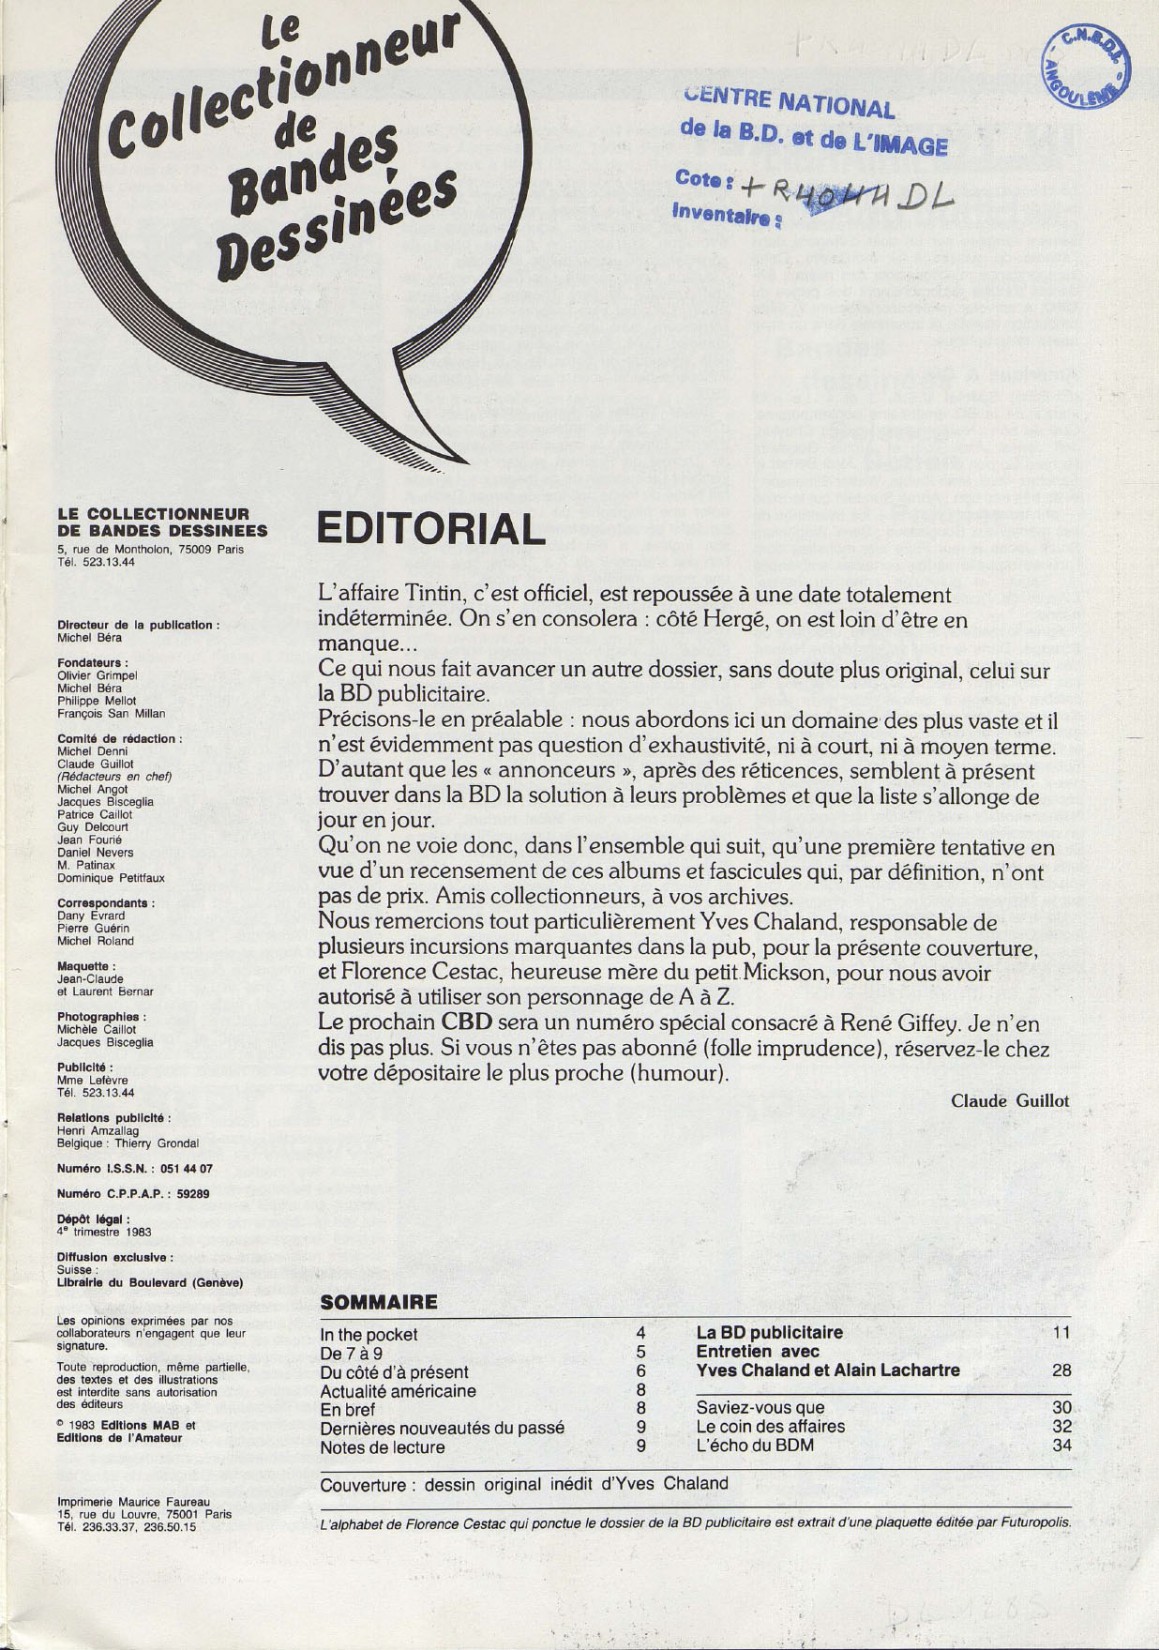 Le
Collectionneur
de
Bandes
Dessinées
C.N.B.D.I.
- ANGOULEME -
CENTRE NATIONAL
de la B.D. et de L'IMAGE
Cote : + R4044 DL
Inventaire :
LE COLLECTIONNEUR
DE BANDES DESSINEES
5, rue de Montholon, 75009 Paris
Tél. 523.13.44
Directeur de la publication :
Michel Béra
Fondateurs :
Olivier Grimpel
Michel Béra
Philippe Mellot
François San Millan
Comité de rédaction :
Michel Denni
Claude Guillot
(Rédacteurs en chef)
Michel Angot
Jacques Bisceglia
Patrice Caillot
Guy Delcourt
Jean Fourié
Daniel Nevers
M. Patinax
Dominique Petitfaux
Correspondants :
Dany Evrard
Pierre Guérin
Michel Roland
Maquette :
Jean-Claude
et Laurent Bernar
Photographies :
Michèle Caillot
Jacques Bisceglia
Publicité :
Mme Lefèvre
Tél. 523.13.44
Relations publicité :
Henri Amzallag
Belgique : Thierry Grondal
Numéro I.S.S.N. : 051 44 07
Numéro C.P.P.A.P. : 59289
Dépôt légal :
4e trimestre 1983
Diffusion exclusive :
Suisse :
Librairie du Boulevard (Genève)
Les opinions exprimées par nos
collaborateurs n'engagent que leur
signature.
Toute reproduction, même partielle,
des textes et des illustrations
est interdite sans autorisation
des éditeurs
© 1983 Editions MAB et
Editions de l'Amateur
Imprimerie Maurice Faureau
15, rue du Louvre, 75001 Paris
Tél. 236.33.37, 236.50.15
EDITORIAL
L'affaire Tintin, c'est officiel, est repoussée à une date totalement
indéterminée. On s'en consolera : côté Hergé, on est loin d'être en
manque...
Ce qui nous fait avancer un autre dossier, sans doute plus original, celui sur
la BD publicitaire.
Précisons-le en préalable : nous abordons ici un domaine des plus vaste et il
n'est évidemment pas question d'exhaustivité, ni à court, ni à moyen terme.
D'autant que les « annonceurs », après des réticences, semblent à présent
trouver dans la BD la solution à leurs problèmes et que la liste s'allonge de
jour en jour.
Qu'on ne voie donc, dans l'ensemble qui suit, qu'une première tentative en
vue d'un recensement de ces albums et fascicules qui, par définition, n'ont
pas de prix. Amis collectionneurs, à vos archives.
Nous remercions tout particulièrement Yves Chaland, responsable de
plusieurs incursions marquantes dans la pub, pour la présente couverture,
et Florence Cestac, heureuse mère du petit Mickson, pour nous avoir
autorisé à utiliser son personnage de A à Z.
Le prochain CBD sera un numéro spécial consacré à René Giffey. Je n'en
dis pas plus. Si vous n'êtes pas abonné (folle imprudence), réservez-le chez
votre dépositaire le plus proche (humour).
Claude Guillot
SOMMAIRE
In the pocket 4
De 7 à 9 5
Du côté d'à présent 6
Actualité américaine 8
En bref 8
Dernières nouveautés du passé 9
Notes de lecture 9
La BD publicitaire 11
Entretien avec
Yves Chaland et Alain Lachartre 28
Saviez-vous que 30
Le coin des affaires 32
L'écho du BDM 34
Couverture : dessin original inédit d'Yves Chaland
L'alphabet de Florence Cestac qui ponctue le dossier de la BD publicitaire est extrait d'une plaquette éditée par Futuropolis.